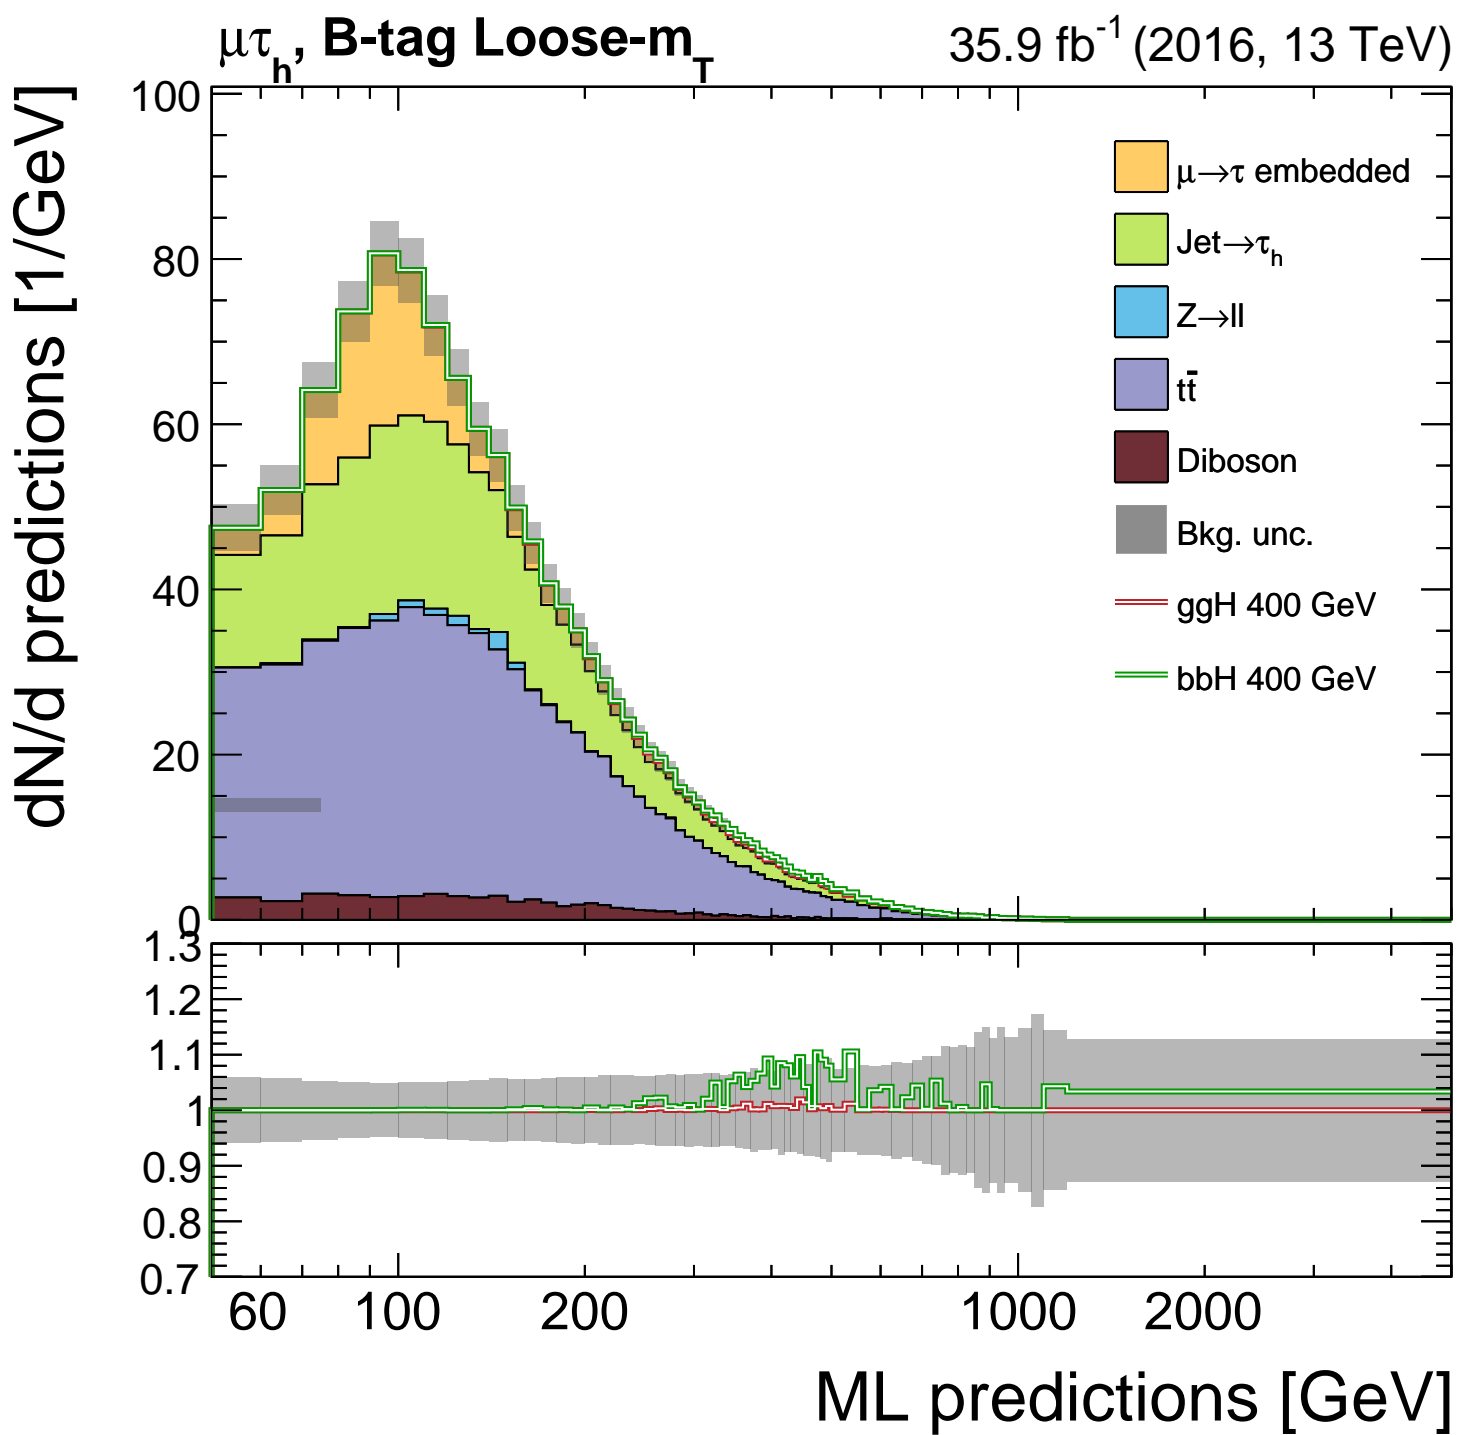 μτh, B-tag Loose-mT
35.9 fb-1 (2016, 13 TeV)
dN/d predictions [1/GeV]
100
80
60
40
20
0
μ→τ embedded
Jet→τh
Z→ll
tt̄
Diboson
Bkg. unc.
ggH 400 GeV
bbH 400 GeV
1.3
1.2
1.1
1
0.9
0.8
0.7
60 100 200 1000 2000
ML predictions [GeV]